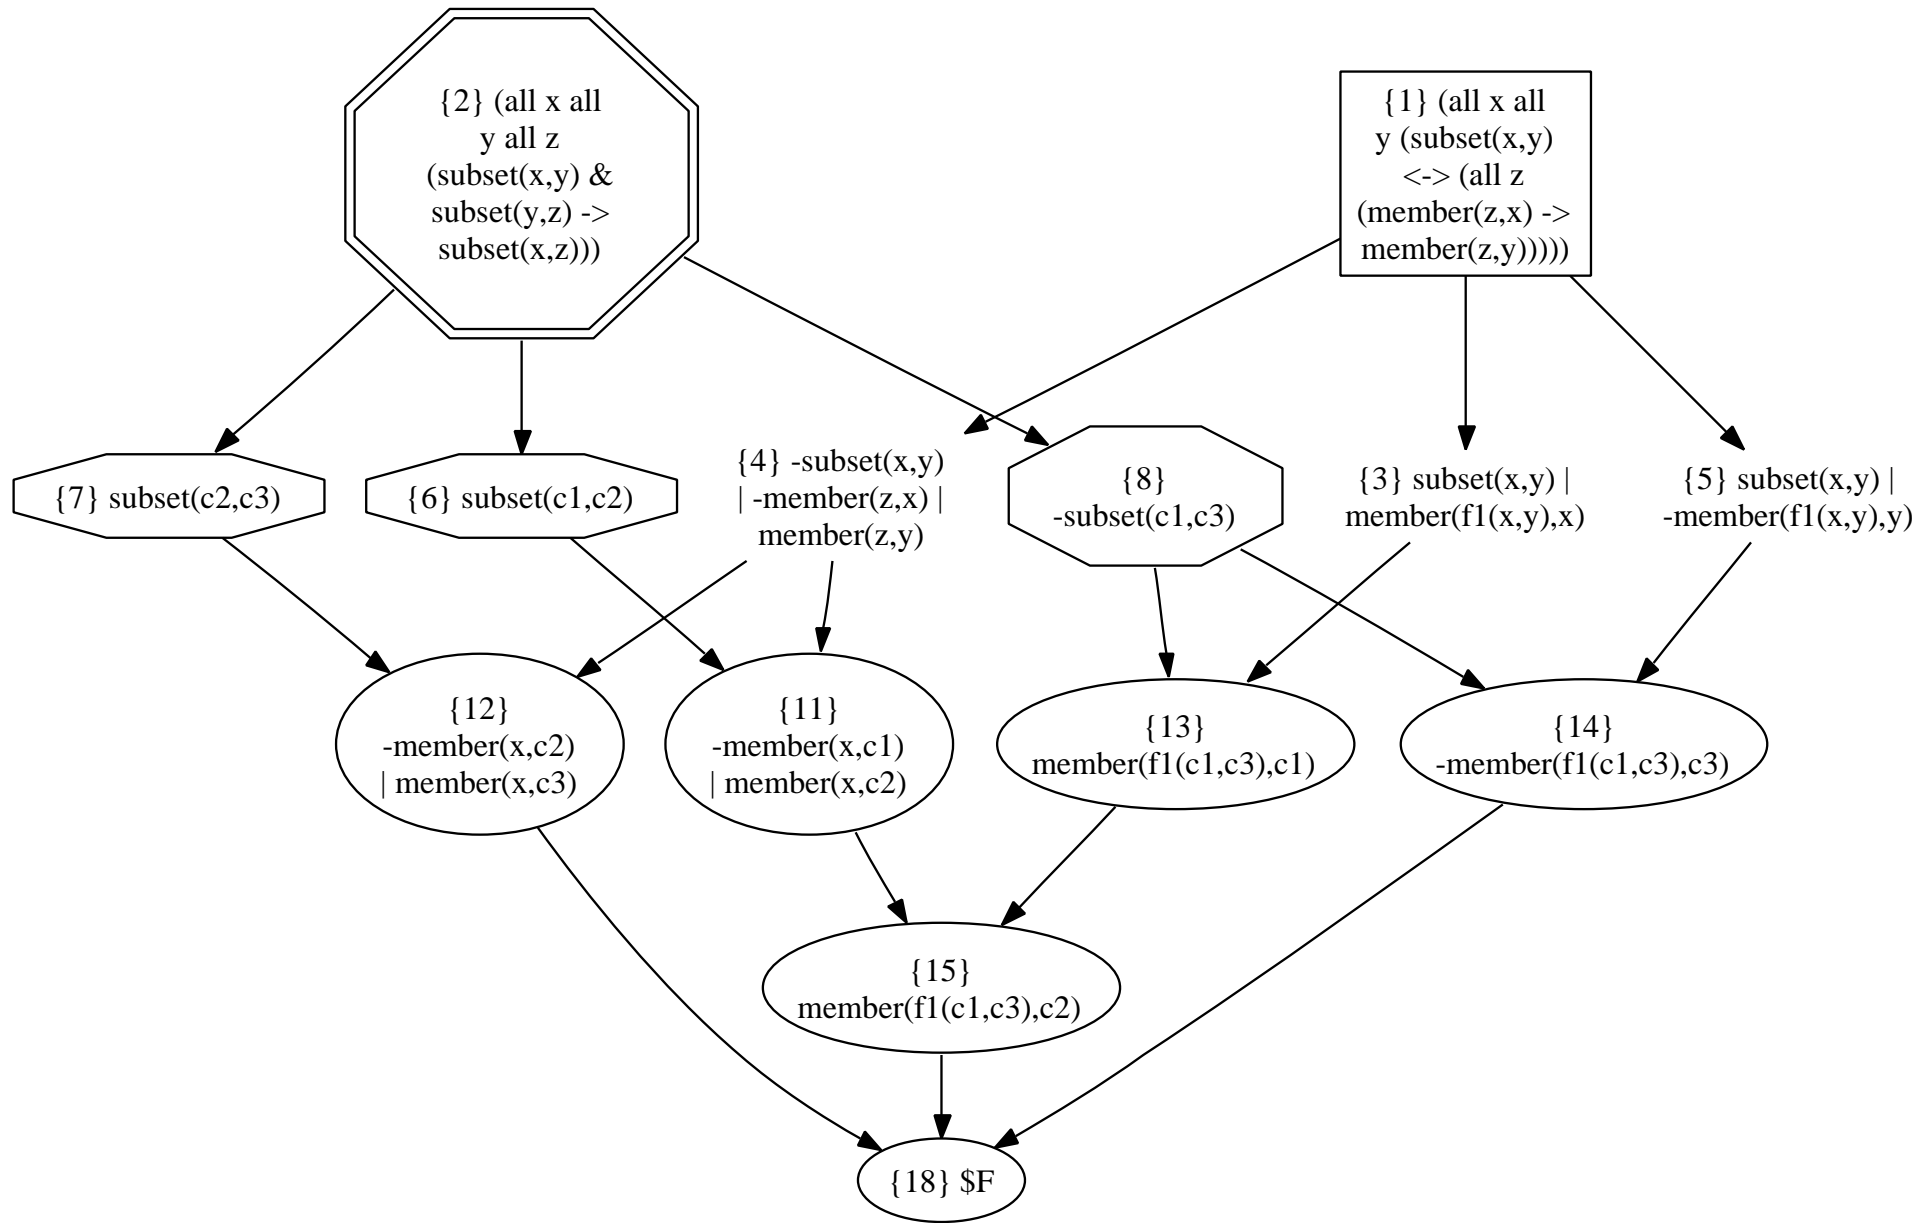 {2} (all x all
y all z
(subset(x,y) &
subset(y,z) ->
subset(x,z)))
{1} (all x all
y (subset(x,y)
<-> (all z
(member(z,x) ->
member(z,y)))))
{7} subset(c2,c3)
{6} subset(c1,c2)
{4} -subset(x,y)
| -member(z,x) |
member(z,y)
{8}
-subset(c1,c3)
{3} subset(x,y) |
member(f1(x,y),x)
{5} subset(x,y) |
-member(f1(x,y),y)
{12}
-member(x,c2)
| member(x,c3)
{11}
-member(x,c1)
| member(x,c2)
{13}
member(f1(c1,c3),c1)
{14}
-member(f1(c1,c3),c3)
{15}
member(f1(c1,c3),c2)
{18} $F